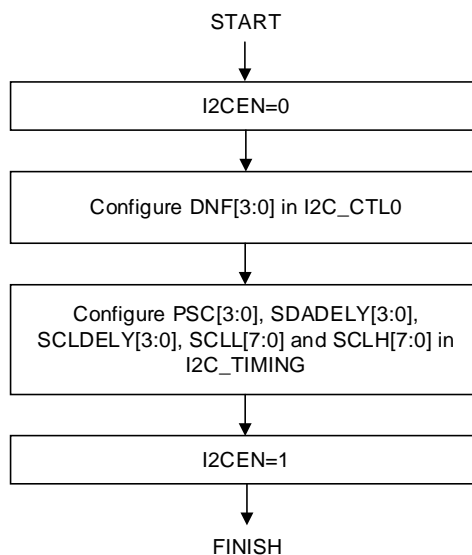 START
I2CEN=0
Configure DNF[3:0] in I2C_CTL0
Configure PSC[3:0], SDADELY[3:0],
SCLDELY[3:0], SCLL[7:0] and SCLH[7:0] in
I2C_TIMING
I2CEN=1
FINISH